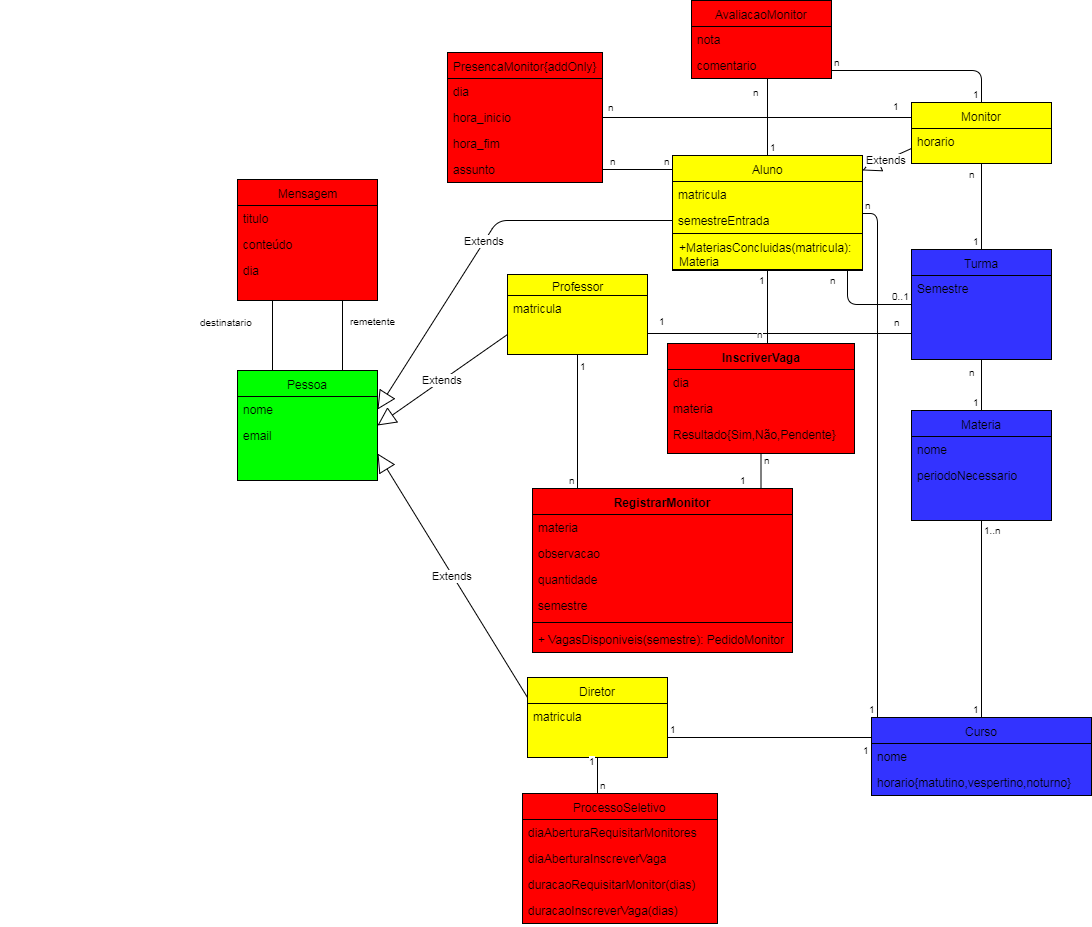 AvaliacaoMonitor
nota
comentario
n
n
1
1
PresencaMonitor{addOnly}
dia
hora_inicio
hora_fim
assunto
n
1
n
n
Monitor
horario
n
1
Extends
Aluno
matricula
semestreEntrada
+MateriasConcluidas(matricula):
Materia
n
n
0..1
1
n
Mensagem
titulo
conteúdo
dia
destinatario
remetente
Extends
Extends
Extends
Professor
matricula
1
n
1
n
Turma
Semestre
n
1
Pessoa
nome
email
InscriverVaga
dia
materia
Resultado{Sim,Não,Pendente}
n
1
Materia
nome
periodoNecessario
1..n
1
RegistrarMonitor
materia
observacao
quantidade
semestre
+ VagasDisponiveis(semestre): PedidoMonitor
Diretor
matricula
1
1
1
1
n
Curso
nome
horario{matutino,vespertino,noturno}
ProcessoSeletivo
diaAberturaRequisitarMonitores
diaAberturaInscreverVaga
duracaoRequisitarMonitor(dias)
duracaoInscreverVaga(dias)